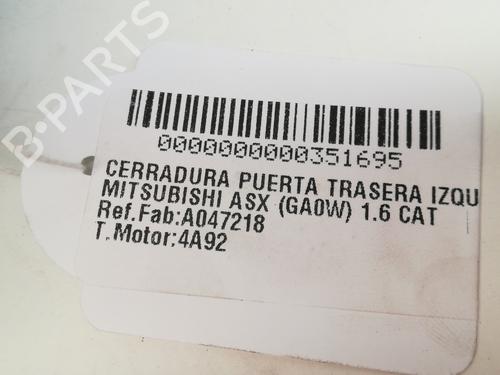 B-PARTS
0000000000351695
CERRADURA PUERTA TRASERA IZQU
MITSUBISHI ASX (GA0W) 1.6 CAT
Ref.Fab:A047218
T.Motor:4A92